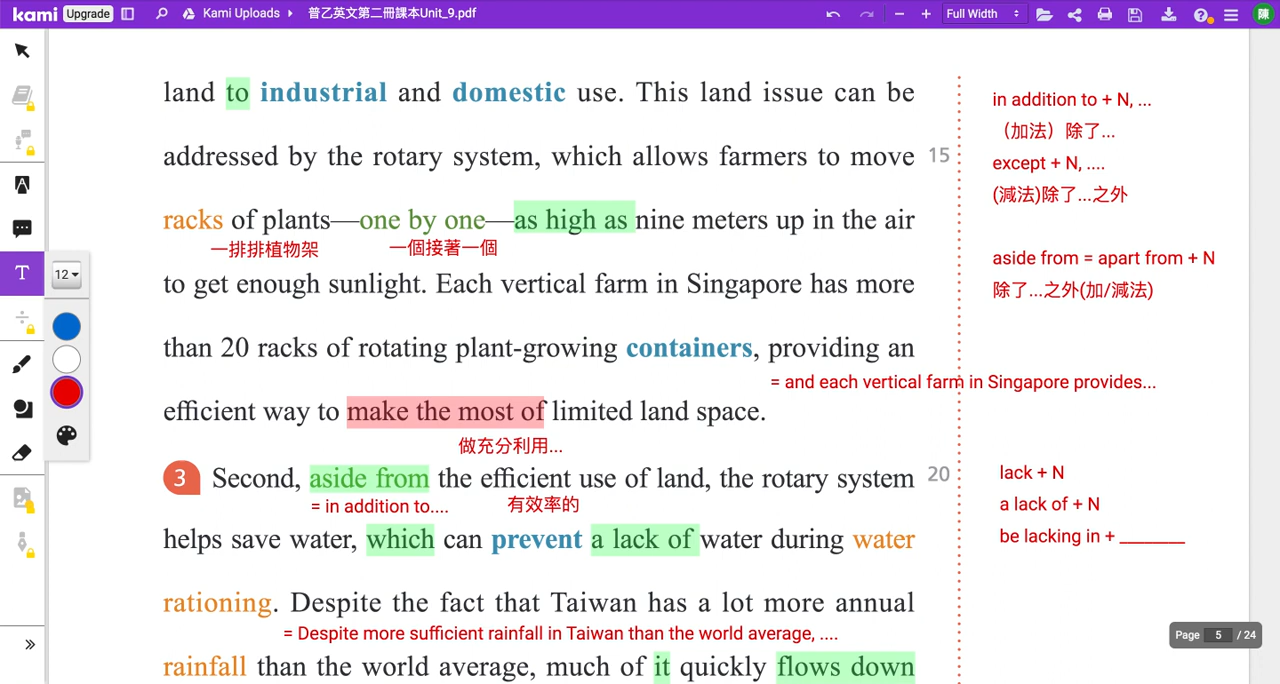 kami Upgrade Kami Uploads 普乙英文第二冊課本Unit_9.pdf Full Width 陳
land to industrial and domestic use. This land issue can be
in addition to + N, ...
(加法) 除了...
addressed by the rotary system, which allows farmers to move 15
except + N, ....
(減法)除了...之外
racks of plants—one by one—as high as nine meters up in the air
一排排植物架 一個接著一個
aside from = apart from + N
除了...之外(加/減法)
T 12
to get enough sunlight. Each vertical farm in Singapore has more
than 20 racks of rotating plant-growing containers, providing an
= and each vertical farm in Singapore provides...
efficient way to make the most of limited land space.
做充分利用...
3 Second, aside from the efficient use of land, the rotary system 20
= in addition to.... 有效率的
lack + N
a lack of + N
be lacking in + ________
helps save water, which can prevent a lack of water during water
rationing. Despite the fact that Taiwan has a lot more annual
= Despite more sufficient rainfall in Taiwan than the world average, ....
Page 5 / 24
rainfall than the world average, much of it quickly flows down